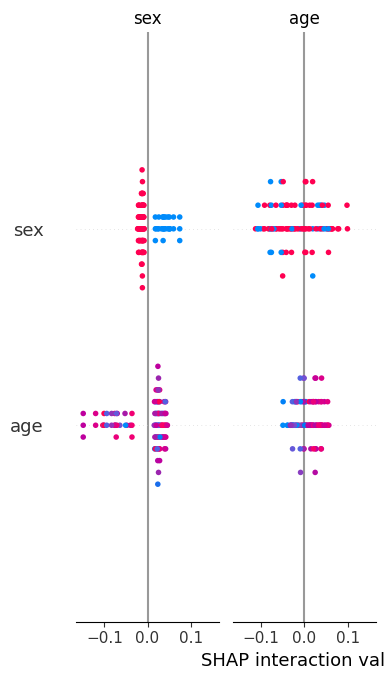 sex age
sex
age
−0.1 0.0 0.1 −0.1 0.0 0.1
SHAP interaction val